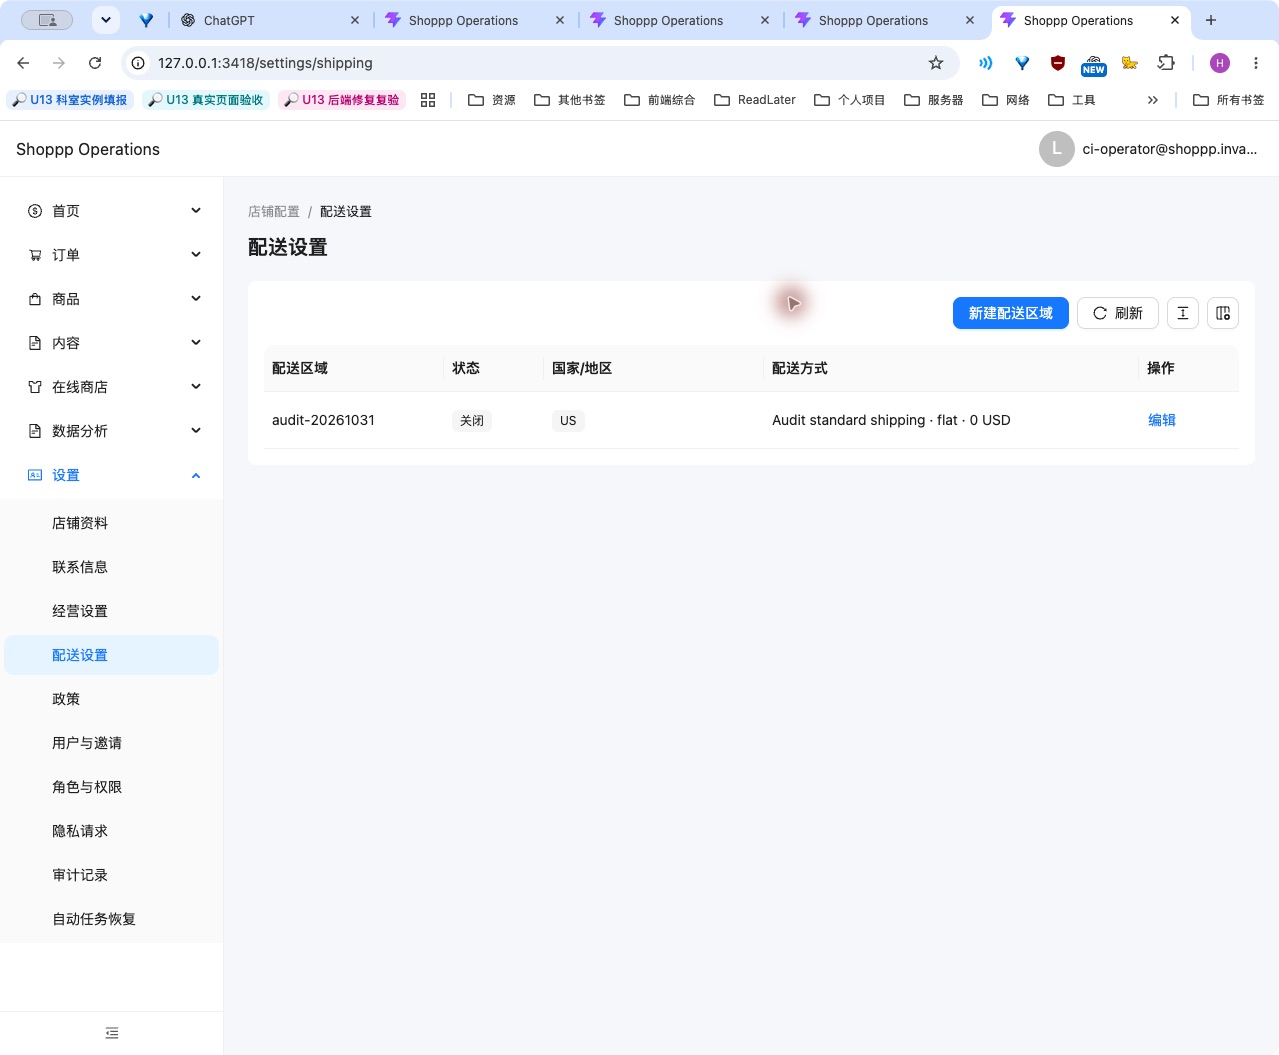 ChatGPT
Shoppp Operations
Shoppp Operations
Shoppp Operations
Shoppp Operations
127.0.0.1:3418/settings/shipping
NEW
H
U13 科室实例填报
U13 真实页面验收
U13 后端修复复验
资源
其他书签
前端综合
ReadLater
个人项目
服务器
网络
工具
所有书签
Shoppp Operations
L
ci-operator@shoppp.inva...
首页
订单
商品
内容
在线商店
数据分析
设置
店铺资料
联系信息
经营设置
配送设置
政策
用户与邀请
角色与权限
隐私请求
审计记录
自动任务恢复
店铺配置 / 配送设置
配送设置
新建配送区域
刷新
配送区域 状态 国家/地区 配送方式 操作
audit-20261031 关闭 US Audit standard shipping · flat · 0 USD 编辑